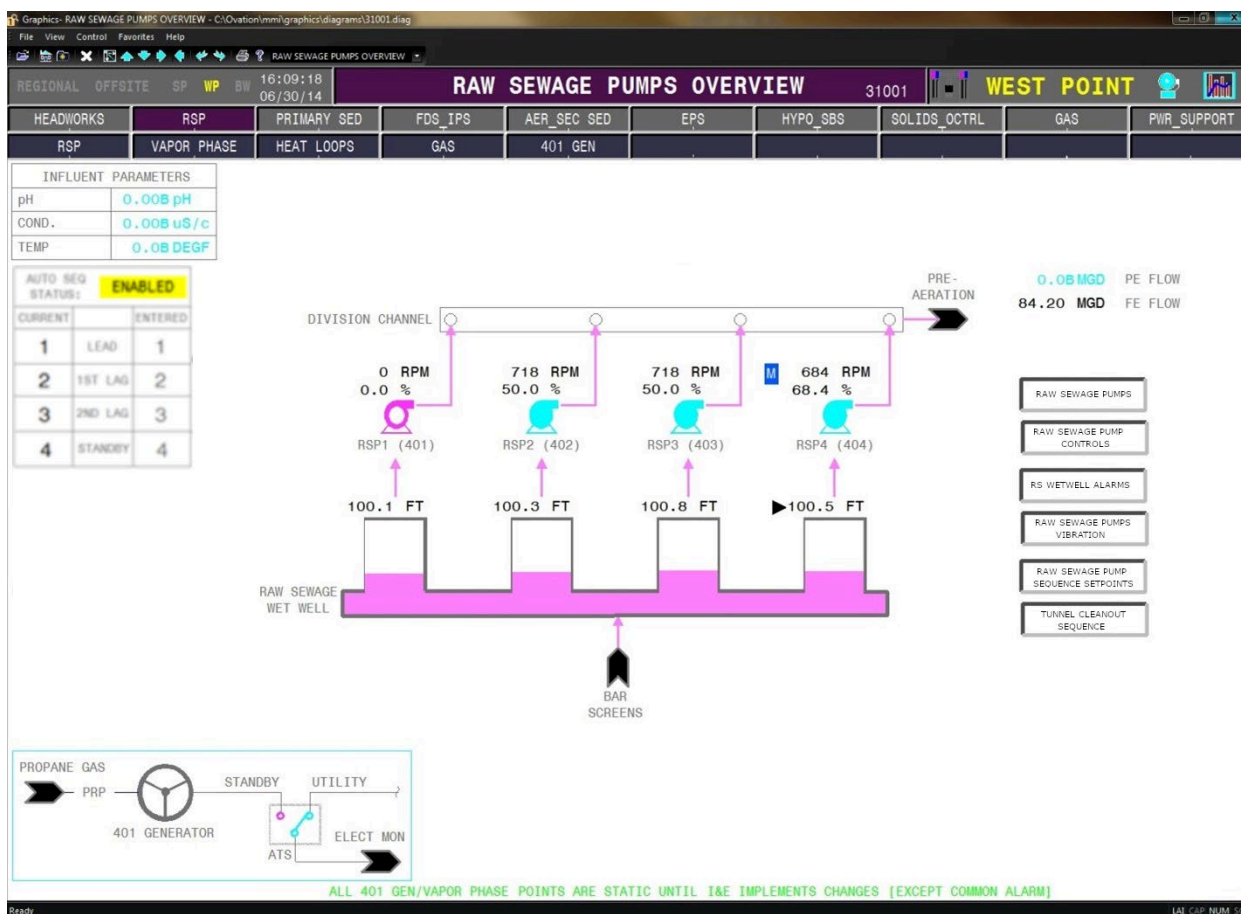 Graphics- RAW SEWAGE PUMPS OVERVIEW - C:\Ovation\mmi\graphics\diagrams\31001.diag
File View Control Favorites Help
RAW SEWAGE PUMPS OVERVIEW
REGIONAL OFFSITE SP WP BW 16:09:18
06/30/14
RAW SEWAGE PUMPS OVERVIEW 31001 WEST POINT
HEADWORKS RSP PRIMARY SED FDS_IPS AER_SEC SED EPS HYPO_SBS SOLIDS_OCTRL GAS PWR_SUPPORT
RSP VAPOR PHASE HEAT LOOPS GAS 401 GEN
INFLUENT PARAMETERS
pH 0.00B pH
COND. 0.00B uS/c
TEMP 0.0B DEGF
AUTO SEQ
STATUS:
ENABLED
CURRENT ENTERED
1 LEAD 1
2 1ST LAG 2
3 2ND LAG 3
4 STANDBY 4
DIVISION CHANNEL
PRE-
AERATION
0.0B MGD PE FLOW
84.20 MGD FE FLOW
0 RPM
0.0 %
RSP1 (401)
718 RPM
50.0 %
RSP2 (402)
718 RPM
50.0 %
RSP3 (403)
M 684 RPM
68.4 %
RSP4 (404)
100.1 FT 100.3 FT 100.8 FT 100.5 FT
RAW SEWAGE
WET WELL
BAR
SCREENS
RAW SEWAGE PUMPS
RAW SEWAGE PUMP
CONTROLS
RS WETWELL ALARMS
RAW SEWAGE PUMPS
VIBRATION
RAW SEWAGE PUMP
SEQUENCE SETPOINTS
TUNNEL CLEANOUT
SEQUENCE
PROPANE GAS
PRP
401 GENERATOR
STANDBY UTILITY
ATS
ELECT MON
ALL 401 GEN/VAPOR PHASE POINTS ARE STATIC UNTIL I&E IMPLEMENTS CHANGES [EXCEPT COMMON ALARM]
Ready
LAI CAP NUM